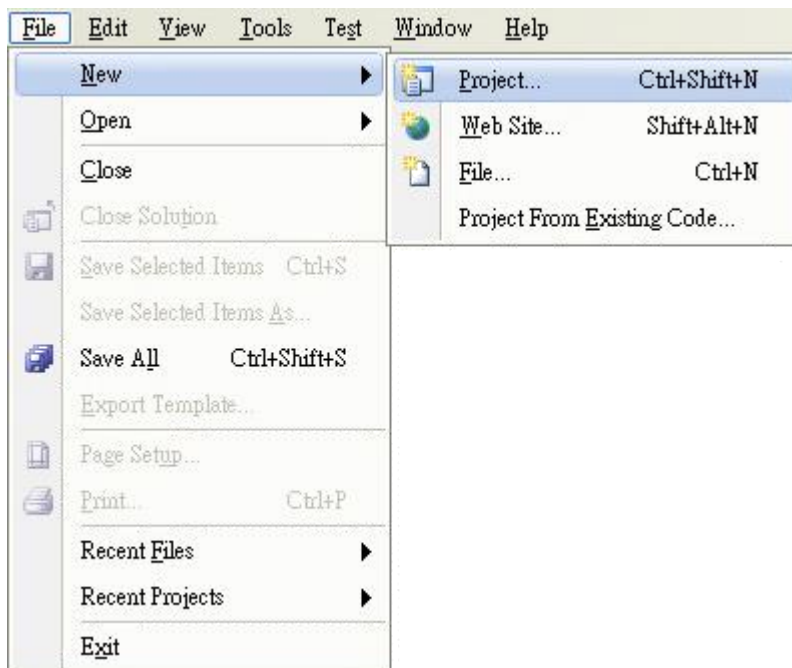 File Edit View Tools Test Window Help
New
Open
Close
Close Solution
Save Selected Items Ctrl+S
Save Selected Items As...
Save All Ctrl+Shift+S
Export Template...
Page Setup...
Print... Ctrl+P
Recent Files
Recent Projects
Exit
Project... Ctrl+Shift+N
Web Site... Shift+Alt+N
File... Ctrl+N
Project From Existing Code...